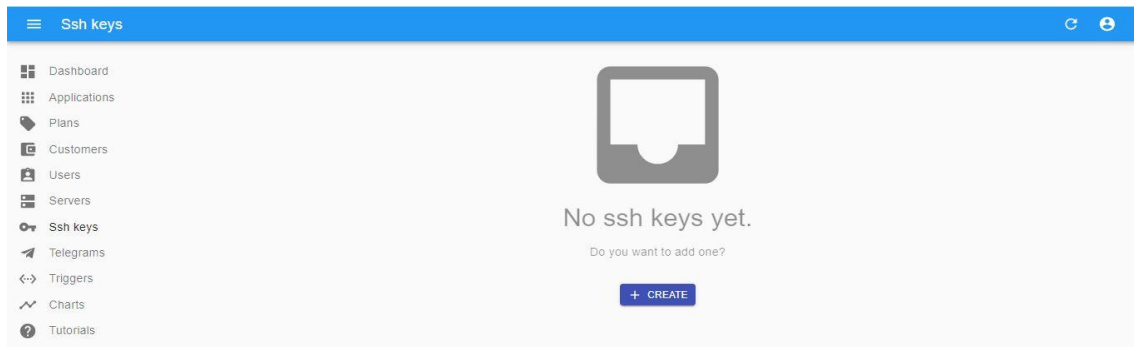 Ssh keys
Dashboard
Applications
Plans
Customers
Users
Servers
Ssh keys
Telegrams
Triggers
Charts
Tutorials
No ssh keys yet.
Do you want to add one?
+ CREATE